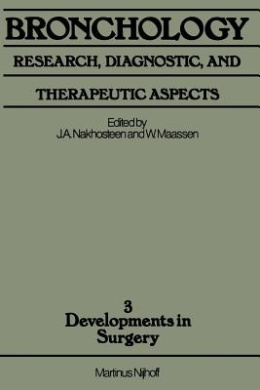 BRONCHOLOGY
RESEARCH, DIAGNOSTIC, AND
THERAPEUTIC ASPECTS
Edited by
J.A. Nakhosteen and W. Maassen
3
Developments in
Surgery
Martinus Nijhoff